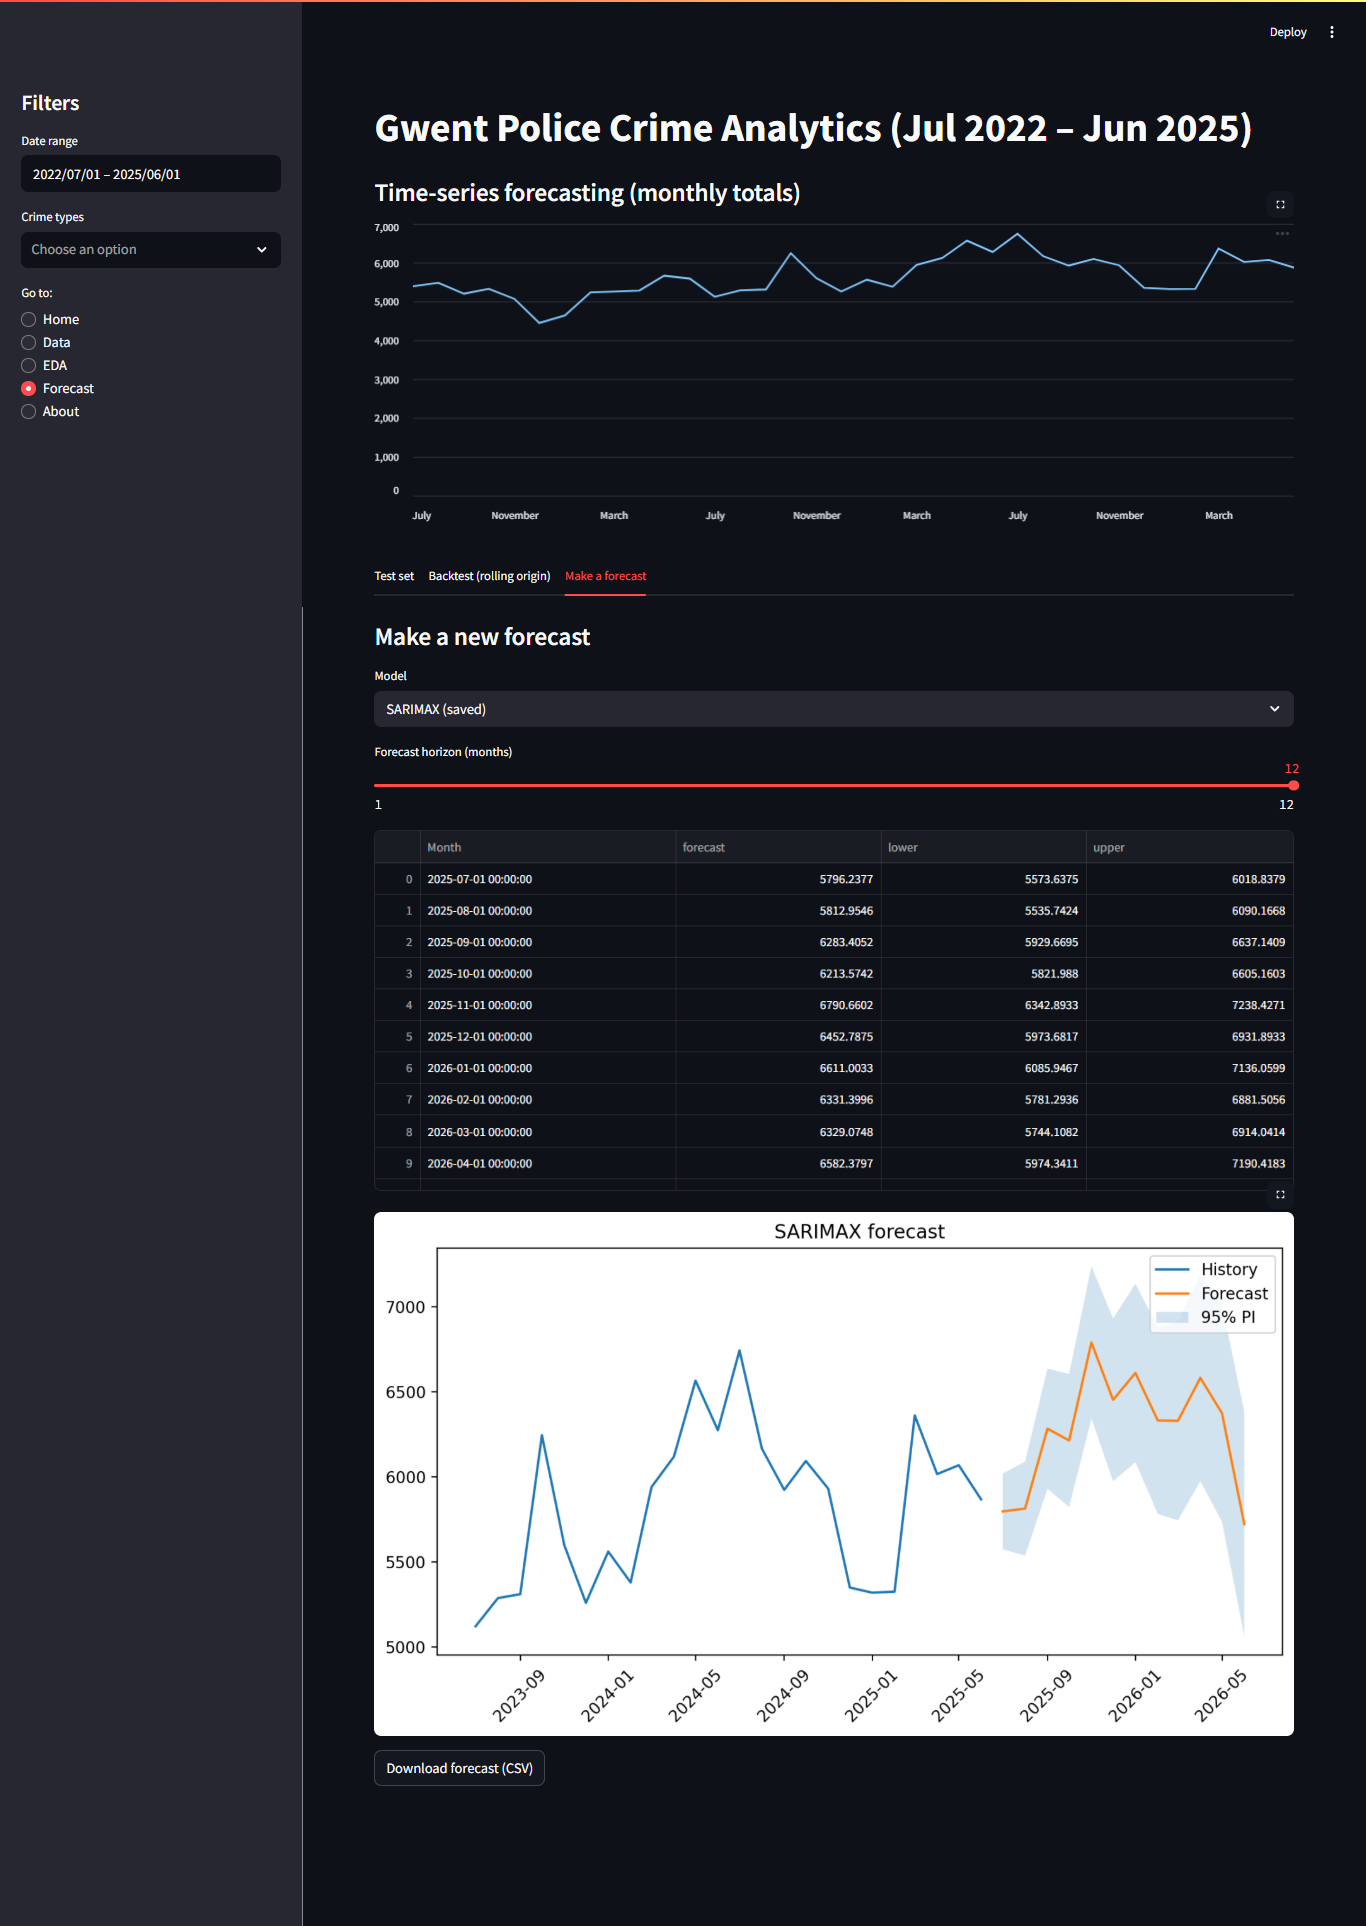 Deploy
Filters
Date range
2022/07/01 – 2025/06/01
Crime types
Choose an option
Go to:
Home
Data
EDA
Forecast
About
Gwent Police Crime Analytics (Jul 2022 – Jun 2025)
Time-series forecasting (monthly totals)
7,000
6,000
5,000
4,000
3,000
2,000
1,000
0
July November March July November March July November March
Test set Backtest (rolling origin) Make a forecast
Make a new forecast
Model
SARIMAX (saved)
Forecast horizon (months)
12
1 12
Month forecast lower upper
0 2025-07-01 00:00:00 5796.2377 5573.6375 6018.8379
1 2025-08-01 00:00:00 5812.9546 5535.7424 6090.1668
2 2025-09-01 00:00:00 6283.4052 5929.6695 6637.1409
3 2025-10-01 00:00:00 6213.5742 5821.988 6605.1603
4 2025-11-01 00:00:00 6790.6602 6342.8933 7238.4271
5 2025-12-01 00:00:00 6452.7875 5973.6817 6931.8933
6 2026-01-01 00:00:00 6611.0033 6085.9467 7136.0599
7 2026-02-01 00:00:00 6331.3996 5781.2936 6881.5056
8 2026-03-01 00:00:00 6329.0748 5744.1082 6914.0414
9 2026-04-01 00:00:00 6582.3797 5974.3411 7190.4183
SARIMAX forecast
History
Forecast
95% PI
7000
6500
6000
5500
5000
2023-09 2024-01 2024-05 2024-09 2025-01 2025-05 2025-09 2026-01 2026-05
Download forecast (CSV)